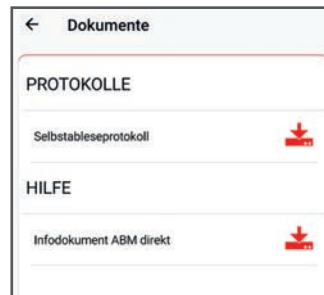 Dokumente
PROTOKOLLE
Selbstableseprotokoll
HILFE
Infodokument ABM direkt